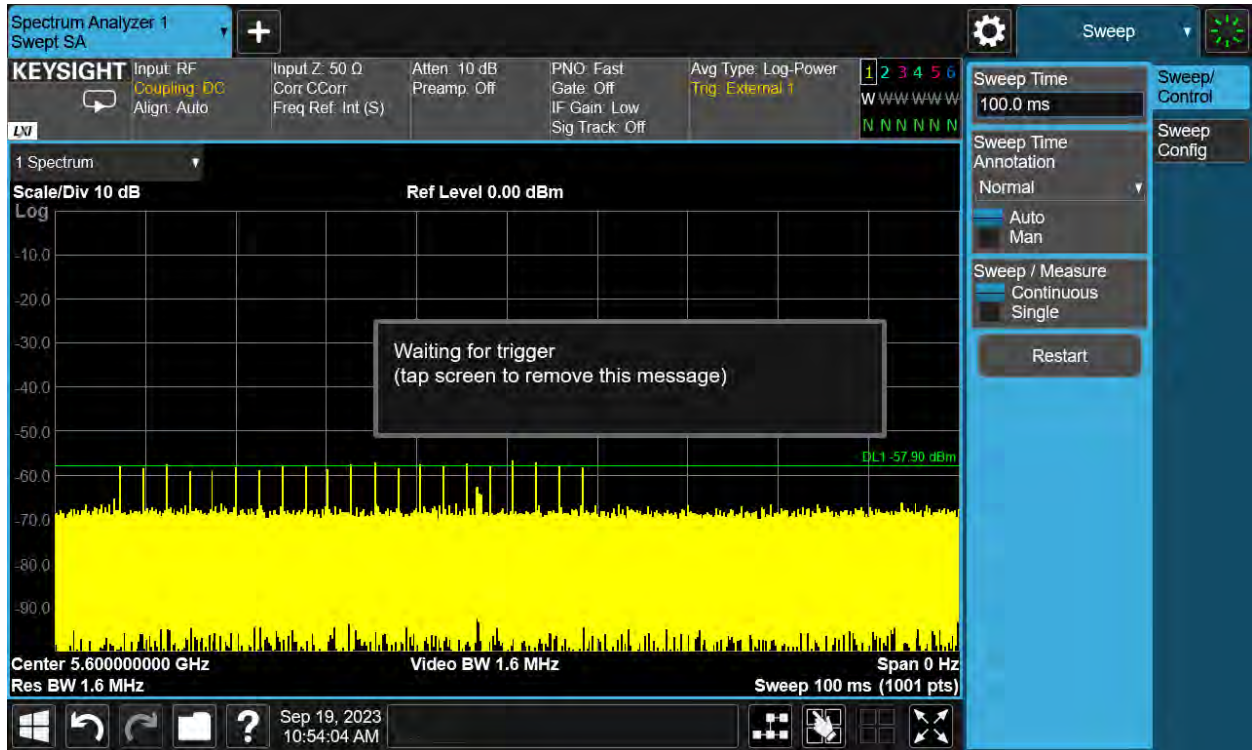 Spectrum Analyzer 1
Swept SA
+
Sweep
KEYSIGHT
LXI
Input: RF
Coupling: DC
Align: Auto
Input Z: 50 Ω
Corr CCorr
Freq Ref: Int (S)
Atten: 10 dB
Preamp: Off
PNO: Fast
Gate: Off
IF Gain: Low
Sig Track: Off
Avg Type: Log-Power
Trig: External 1
1 2 3 4 5 6
W W W W W W
N N N N N N
1 Spectrum
Scale/Div 10 dB
Ref Level 0.00 dBm
Log
-10.0
-20.0
-30.0
-40.0
-50.0
-60.0
-70.0
-80.0
-90.0
Waiting for trigger
(tap screen to remove this message)
DL1 -57.90 dBm
Center 5.600000000 GHz
Video BW 1.6 MHz
Span 0 Hz
Res BW 1.6 MHz
Sweep 100 ms (1001 pts)
Sweep Time
100.0 ms
Sweep Time
Annotation
Normal
Auto
Man
Sweep / Measure
Continuous
Single
Restart
Sweep/
Control
Sweep
Config
?
Sep 19, 2023
10:54:04 AM